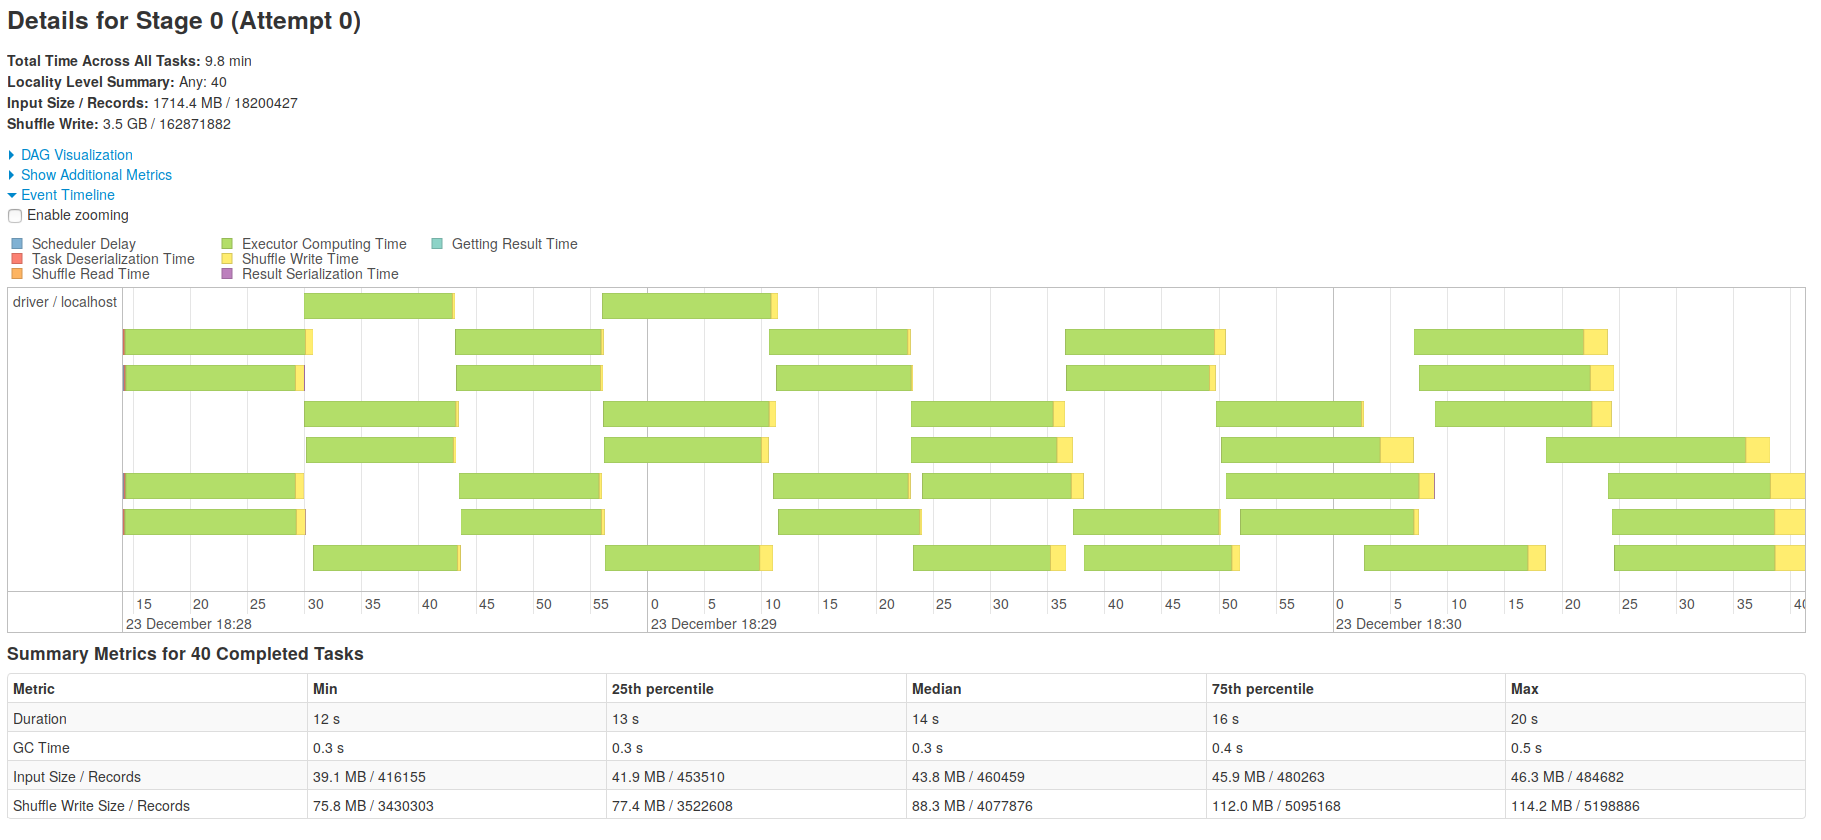 Details for Stage 0 (Attempt 0)
Total Time Across All Tasks: 9.8 min
Locality Level Summary: Any: 40
Input Size / Records: 1714.4 MB / 18200427
Shuffle Write: 3.5 GB / 162871882
DAG Visualization
Show Additional Metrics
Event Timeline
Enable zooming
Scheduler Delay Executor Computing Time Getting Result Time
Task Deserialization Time Shuffle Write Time
Shuffle Read Time Result Serialization Time
driver / localhost
15 20 25 30 35 40 45 50 55 0 5 10 15 20 25 30 35 40 45 50 55 0 5 10 15 20 25 30 35 40
23 December 18:28 23 December 18:29 23 December 18:30
Summary Metrics for 40 Completed Tasks
Metric Min 25th percentile Median 75th percentile Max
Duration 12 s 13 s 14 s 16 s 20 s
GC Time 0.3 s 0.3 s 0.3 s 0.4 s 0.5 s
Input Size / Records 39.1 MB / 416155 41.9 MB / 453510 43.8 MB / 460459 45.9 MB / 480263 46.3 MB / 484682
Shuffle Write Size / Records 75.8 MB / 3430303 77.4 MB / 3522608 88.3 MB / 4077876 112.0 MB / 5095168 114.2 MB / 5198886